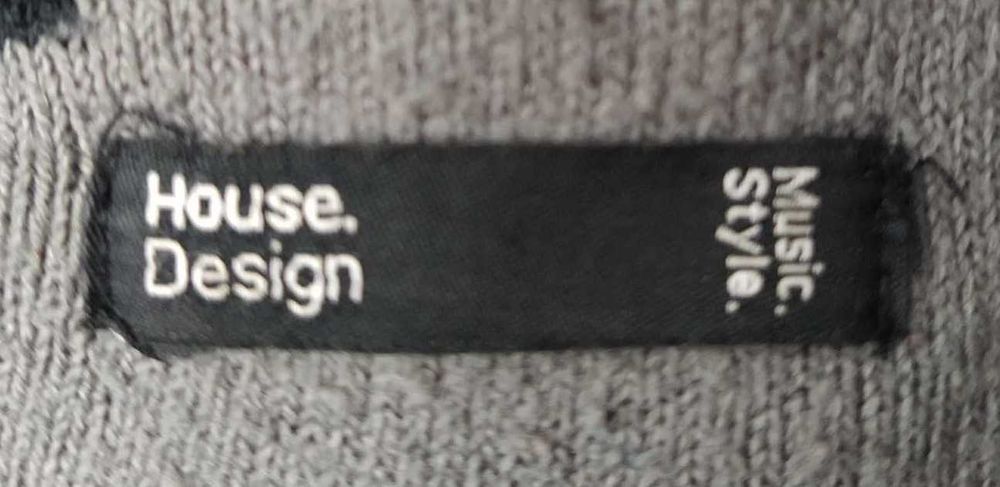 House.
Design
Music.
Style.